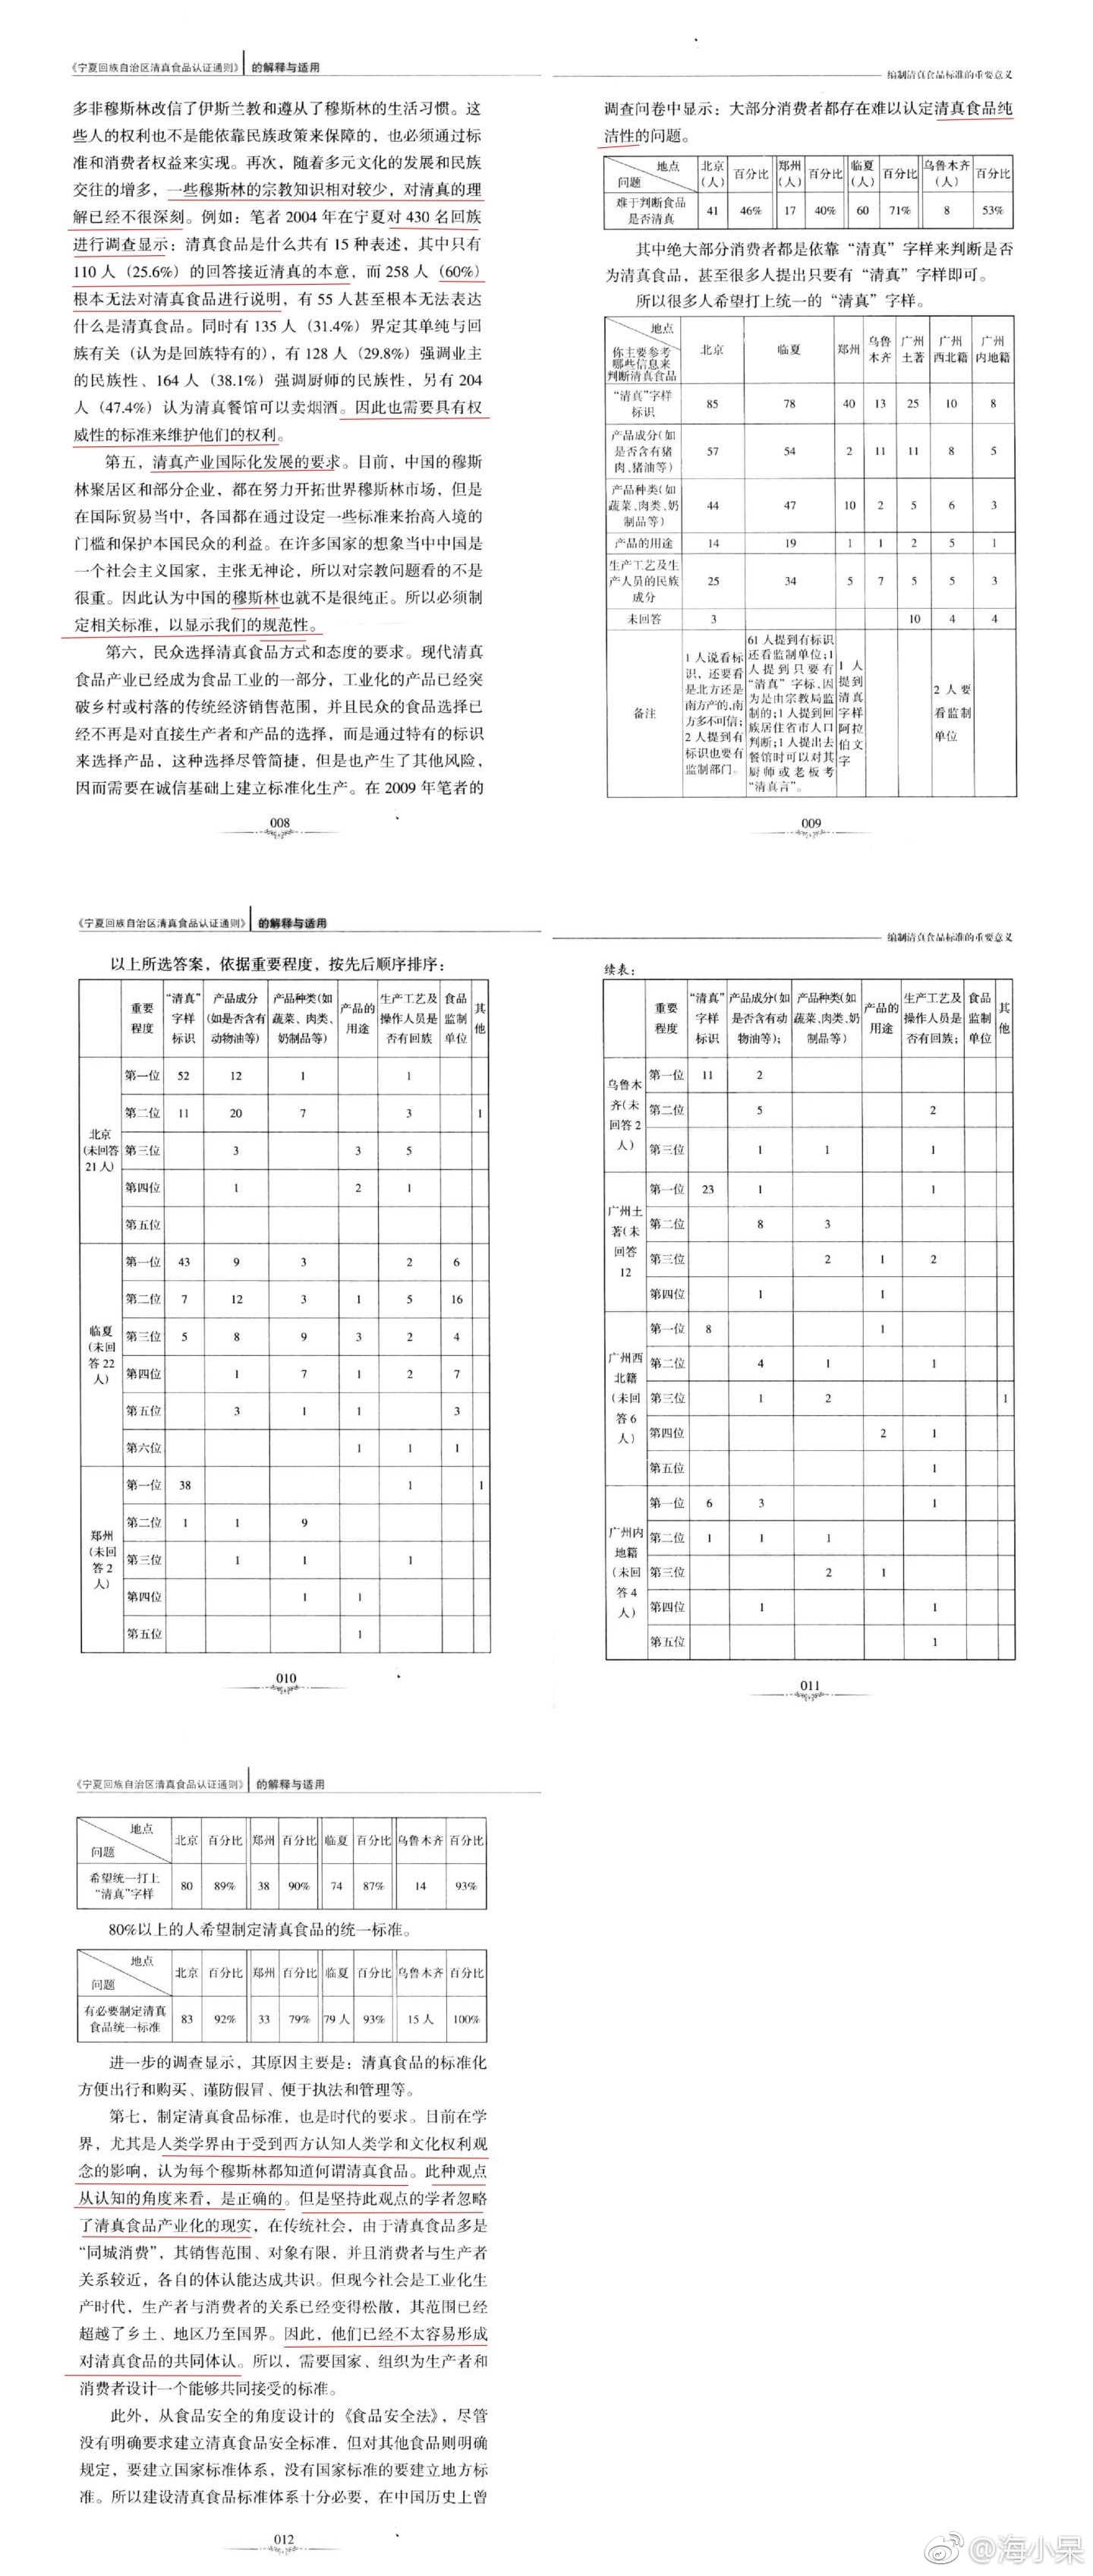 《宁夏回族自治区清真食品认证通则》 的解释与适用
多非穆斯林改信了伊斯兰教和遵从了穆斯林的生活习惯。这
些人的权利也不是能依靠民族政策来保障的，也必须通过标
准和消费者权益来实现。再次，随着多元文化的发展和民族
交往的增多，一些穆斯林的宗教知识相对较少，对清真的理
解已经不很深刻。例如：笔者 2004 年在宁夏对 430 名回族
进行调查显示：清真食品是什么共有 15 种表述，其中只有
110 人（25.6%）的回答接近清真的本意，而 258 人（60%）
根本无法对清真食品进行说明，有 55 人甚至根本无法表达
什么是清真食品。同时有 135 人（31.4%）界定其单纯与回
族有关（认为是回族特有的），有 128 人（29.8%）强调业主
的民族性、164 人（38.1%）强调厨师的民族性，另有 204
人（47.4%）认为清真餐馆可以卖烟酒。因此也需要具有权
威性的标准来维护他们的权利。
第五，清真产业国际化发展的要求。目前，中国的穆斯
林聚居区和部分企业，都在努力开拓世界穆斯林市场，但是
在国际贸易当中，各国都在通过设定一些标准来抬高入境的
门槛和保护本国民众的利益。在许多国家的想象当中中国是
一个社会主义国家，主张无神论，所以对宗教问题看的不是
很重。因此认为中国的穆斯林也就不是很纯正。所以必须制
定相关标准，以显示我们的规范性。
第六，民众选择清真食品方式和态度的要求。现代清真
食品产业已经成为食品工业的一部分，工业化的产品已经突
破乡村或村落的传统经济销售范围，并且民众的食品选择已
经不再是对直接生产者和产品的选择，而是通过特有的标识
来选择产品，这种选择尽管简捷，但是也产生了其他风险，
因而需要在诚信基础上建立标准化生产。在 2009 年笔者的
008
编制清真食品标准的重要意义
调查问卷中显示：大部分消费者都存在难以认定清真食品纯
洁性的问题。
地点 问题 北京（人） 百分比 郑州（人） 百分比 临夏（人） 百分比 乌鲁木齐（人） 百分比
难于判断食品是否清真 41 46% 17 40% 60 71% 8 53%
其中绝大部分消费者都是依靠“清真”字样来判断是否
为清真食品，甚至很多人提出只要有“清真”字样即可。
所以很多人希望打上统一的“清真”字样。
地点 你主要参考哪些信息来判断清真食品 北京 临夏 郑州 乌鲁木齐 广州土著 广州西北籍 广州内地籍
“清真”字样标识 85 78 40 13 25 10 8
产品成分（如是否含有猪肉、猪油等） 57 54 2 11 11 8 5
产品种类（如蔬菜、肉类、奶制品等） 44 47 10 2 5 6 3
产品的用途 14 19 1 1 2 5 1
生产工艺及生产人员的民族成分 25 34 5 7 5 5 3
未回答 3 10 4 4
备注 1 人说看标识，还要看是北方还是南方产的，南方多不可信；2 人提到有标识也要有监制部门。 61 人提到有标识还看监制单位；1 人提到只要有“清真”字标，因为是由宗教局监制的；1 人提到回族居住省市人口判断；1 人提出去餐馆时可以对其厨师或老板考“清真言”。 1 人提到清真字样阿拉伯文字 2 人要看监制单位
009
《宁夏回族自治区清真食品认证通则》 的解释与适用
以上所选答案，依据重要程度，按先后顺序排序：
重要程度 “清真”字样标识 产品成分（如是否含有动物油等） 产品种类（如蔬菜、肉类、奶制品等） 产品的用途 生产工艺及操作人员是否有回族 食品监制单位 其他
北京（未回答 21 人）
第一位 52 12 1 1
第二位 11 20 7 3 1
第三位 3 3 5
第四位 1 2 1
第五位
临夏（未回答 22 人）
第一位 43 9 3 2 6
第二位 7 12 3 1 5 16
第三位 5 8 9 3 2 4
第四位 1 7 1 2 7
第五位 3 1 1 3
第六位 1 1 1
郑州（未回答 2 人）
第一位 38 1 1
第二位 1 1 9
第三位 1 1 1
第四位 1 1
第五位 1
010
编制清真食品标准的重要意义
续表：
重要程度 “清真”字样标识 产品成分（如是否含有动物油等）； 产品种类（如蔬菜、肉类、奶制品等） 产品的用途 生产工艺及操作人员是否有回族； 食品监制单位 其他
乌鲁木齐（未回答 2 人）
第一位 11 2
第二位 5 2
第三位 1 1 1
广州土著（未回答 12
第一位 23 1 1
第二位 8 3
第三位 2 1 2
第四位 1 1
广州西北籍（未回答 6 人）
第一位 8 1
第二位 4 1 1
第三位 1 2 1
第四位 2 1
第五位 1
广州内地籍（未回答 4 人）
第一位 6 3 1
第二位 1 1 1
第三位 2 1
第四位 1 1
第五位 1
011
《宁夏回族自治区清真食品认证通则》 的解释与适用
地点 问题 北京 百分比 郑州 百分比 临夏 百分比 乌鲁木齐 百分比
希望统一打上“清真”字样 80 89% 38 90% 74 87% 14 93%
80%以上的人希望制定清真食品的统一标准。
地点 问题 北京 百分比 郑州 百分比 临夏 百分比 乌鲁木齐 百分比
有必要制定清真食品统一标准 83 92% 33 79% 79 人 93% 15 人 100%
进一步的调查显示，其原因主要是：清真食品的标准化
方便出行和购买、谨防假冒、便于执法和管理等。
第七，制定清真食品标准，也是时代的要求。目前在学
界，尤其是人类学界由于受到西方认知人类学和文化权利观
念的影响，认为每个穆斯林都知道何谓清真食品。此种观点
从认知的角度来看，是正确的。但是坚持此观点的学者忽略
了清真食品产业化的现实，在传统社会，由于清真食品多是
“同城消费”，其销售范围、对象有限，并且消费者与生产者
关系较近，各自的体认能达成共识。但现今社会是工业化生
产时代，生产者与消费者的关系已经变得松散，其范围已经
超越了乡土、地区乃至国界。因此，他们已经不太容易形成
对清真食品的共同体认。所以，需要国家、组织为生产者和
消费者设计一个能够共同接受的标准。
此外，从食品安全的角度设计的《食品安全法》，尽管
没有明确要求建立清真食品安全标准，但对其他食品则明确
规定，要建立国家标准体系，没有国家标准的要建立地方标
准。所以建设清真食品标准体系十分必要，在中国历史上曾
012
@海小呆